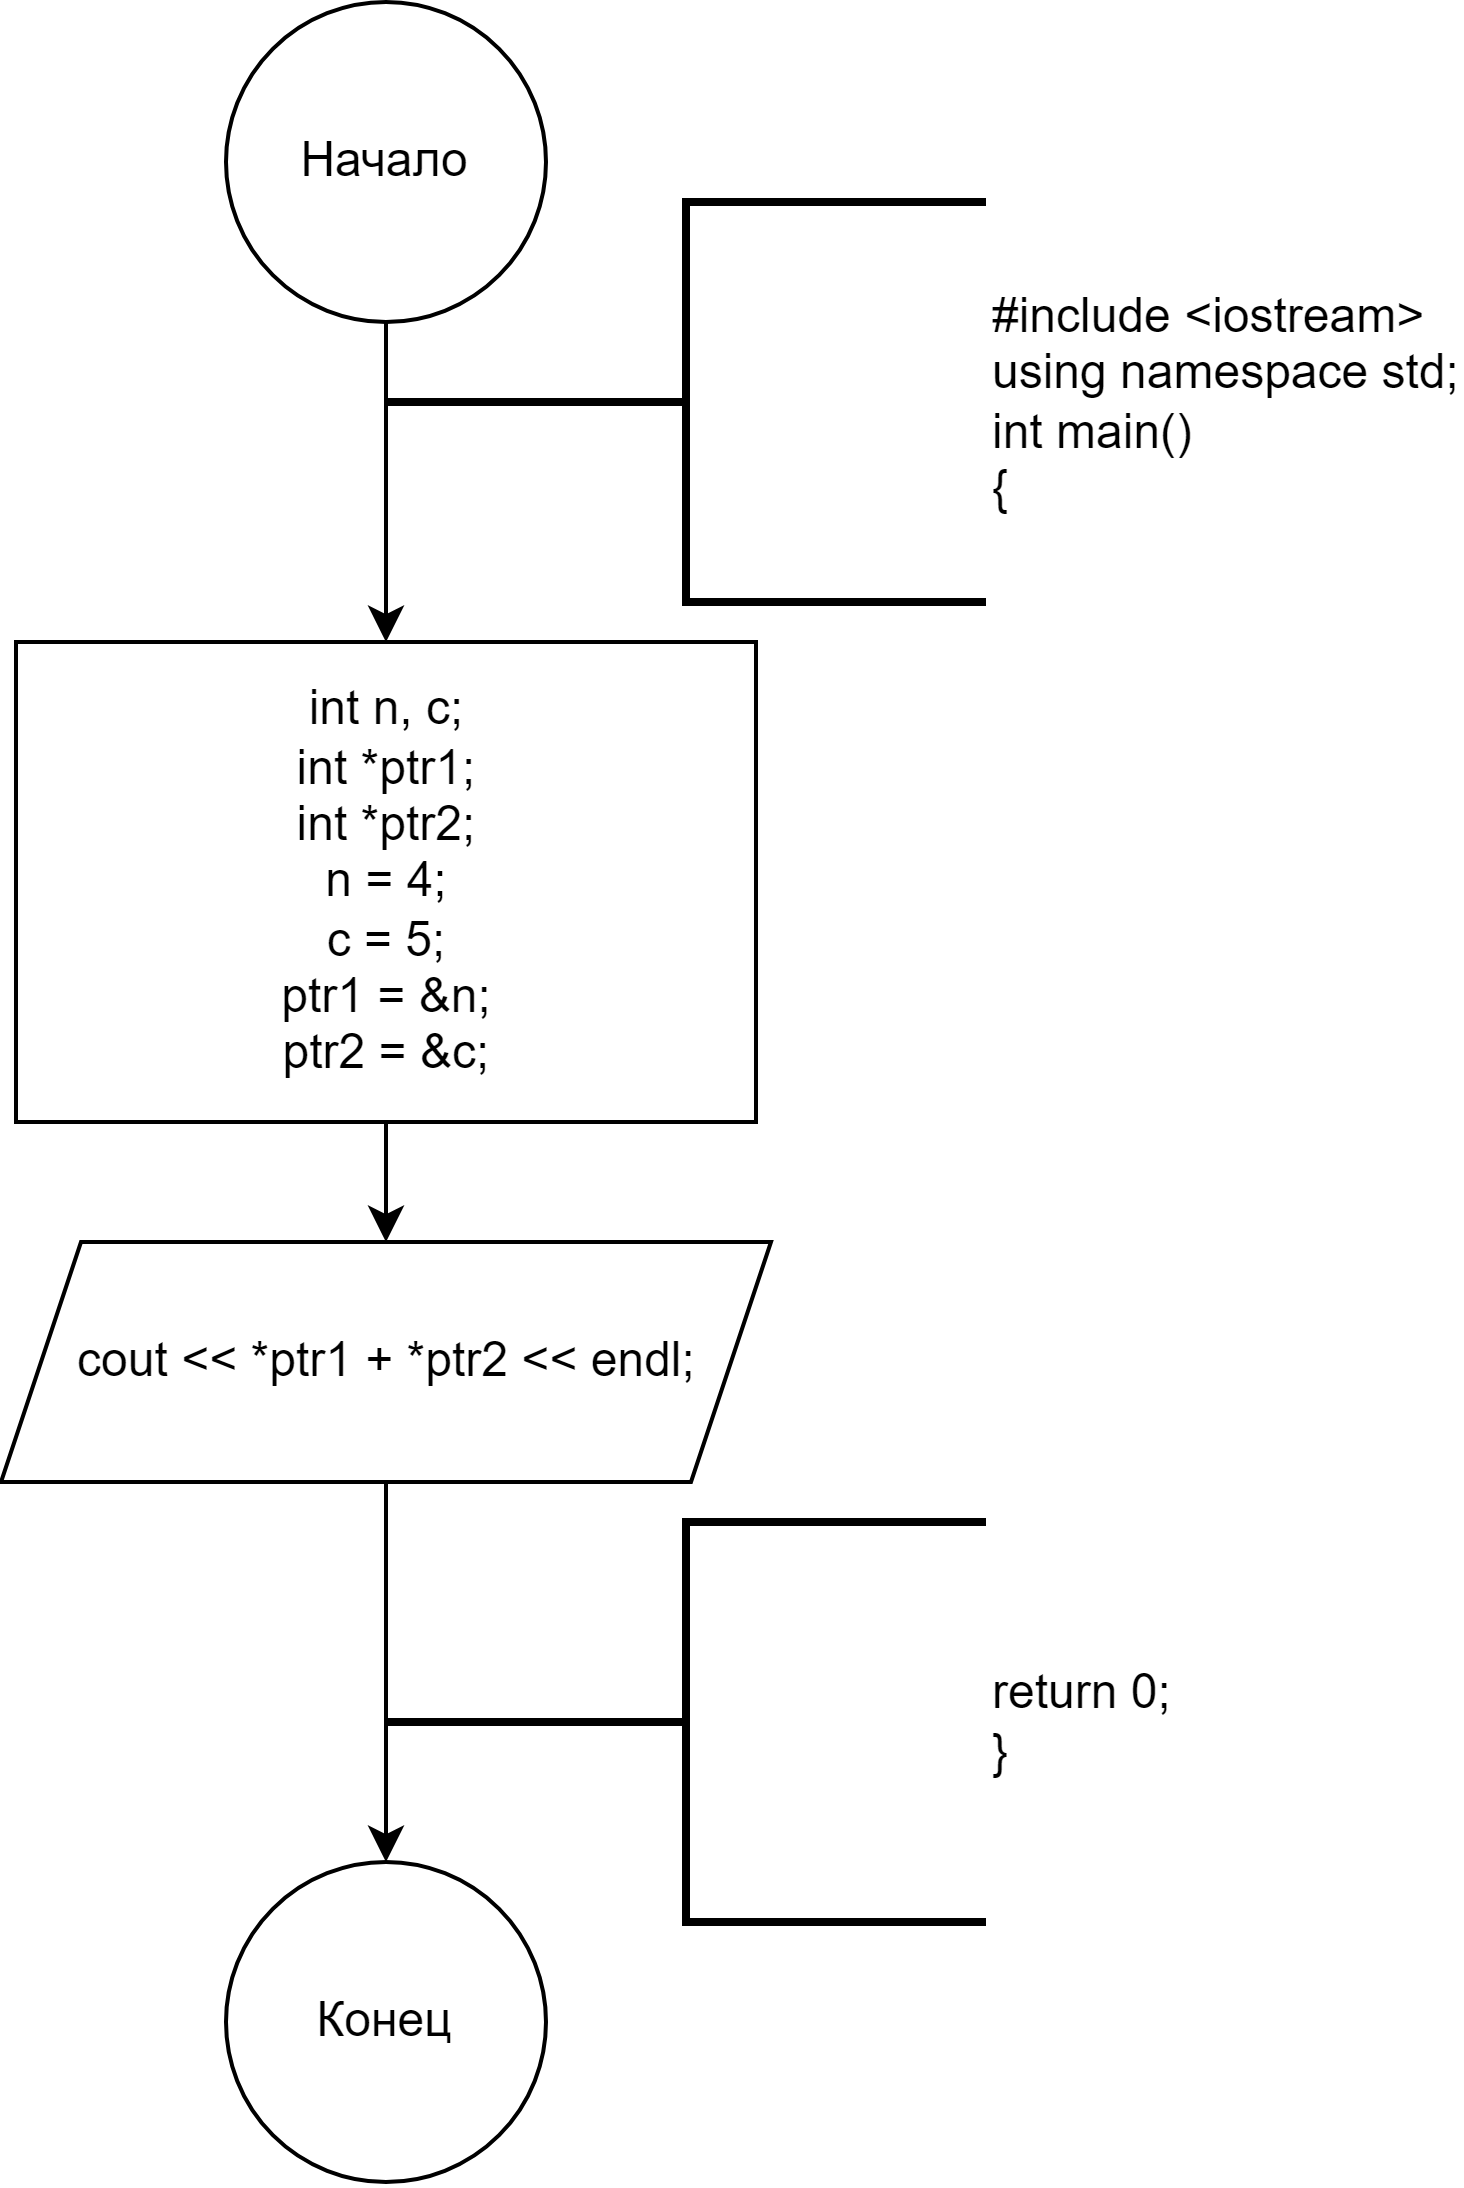 Начало
#include <iostream>
using namespace std;
int main()
{
int n, c;
int *ptr1;
int *ptr2;
n = 4;
c = 5;
ptr1 = &n;
ptr2 = &c;
cout << *ptr1 + *ptr2 << endl;
return 0;
}
Конец